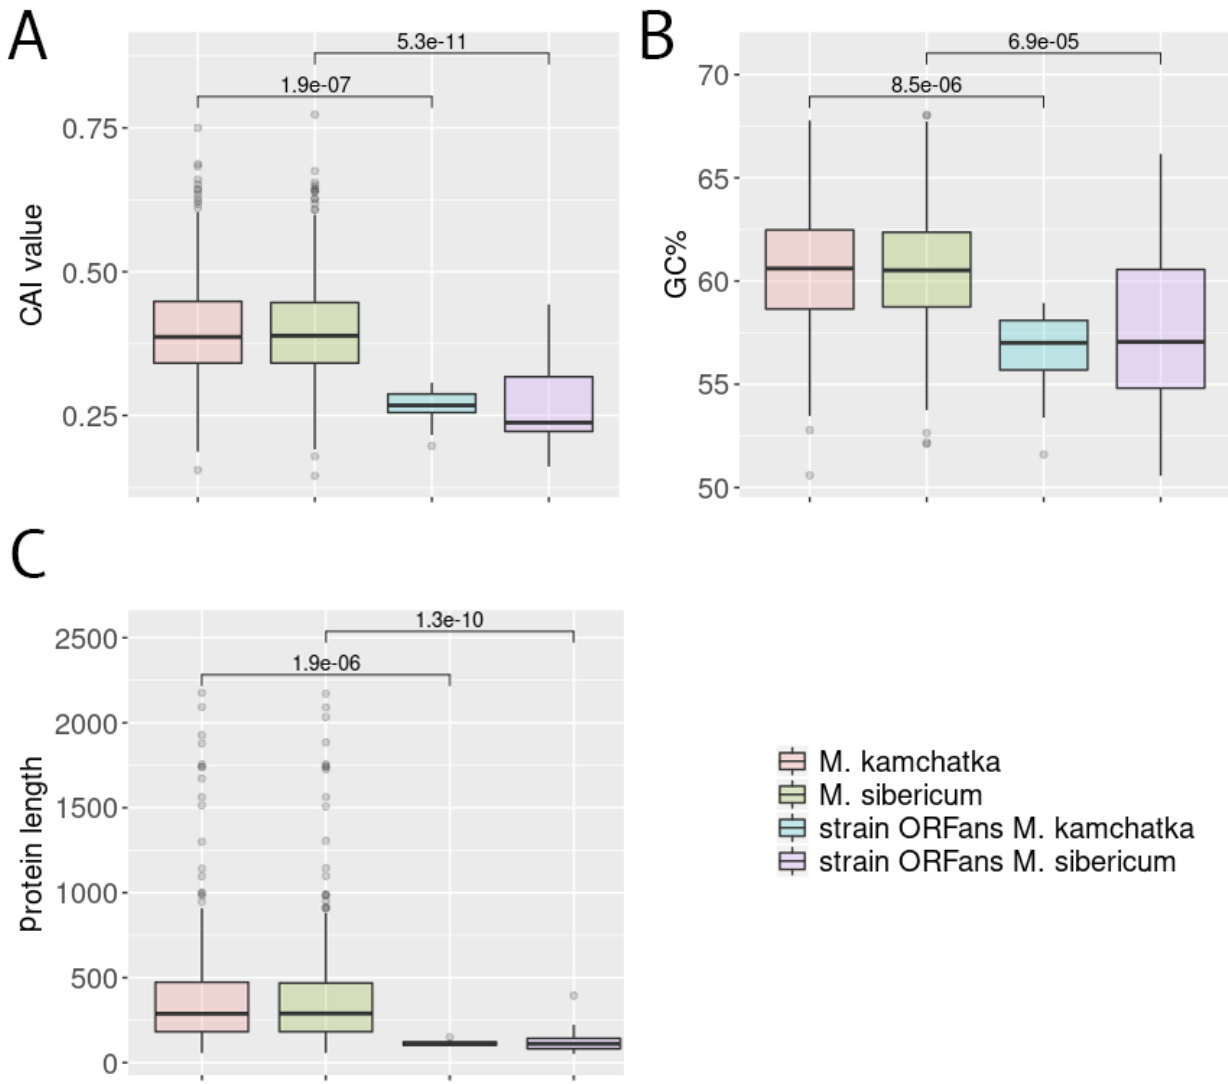 A
5.3e-11
1.9e-07
0.75
0.50
0.25
CAI value
B
6.9e-05
8.5e-06
70
65
60
55
50
GC%
C
1.3e-10
1.9e-06
2500
2000
1500
1000
500
0
protein length
M. kamchatka
M. sibericum
strain ORFans M. kamchatka
strain ORFans M. sibericum